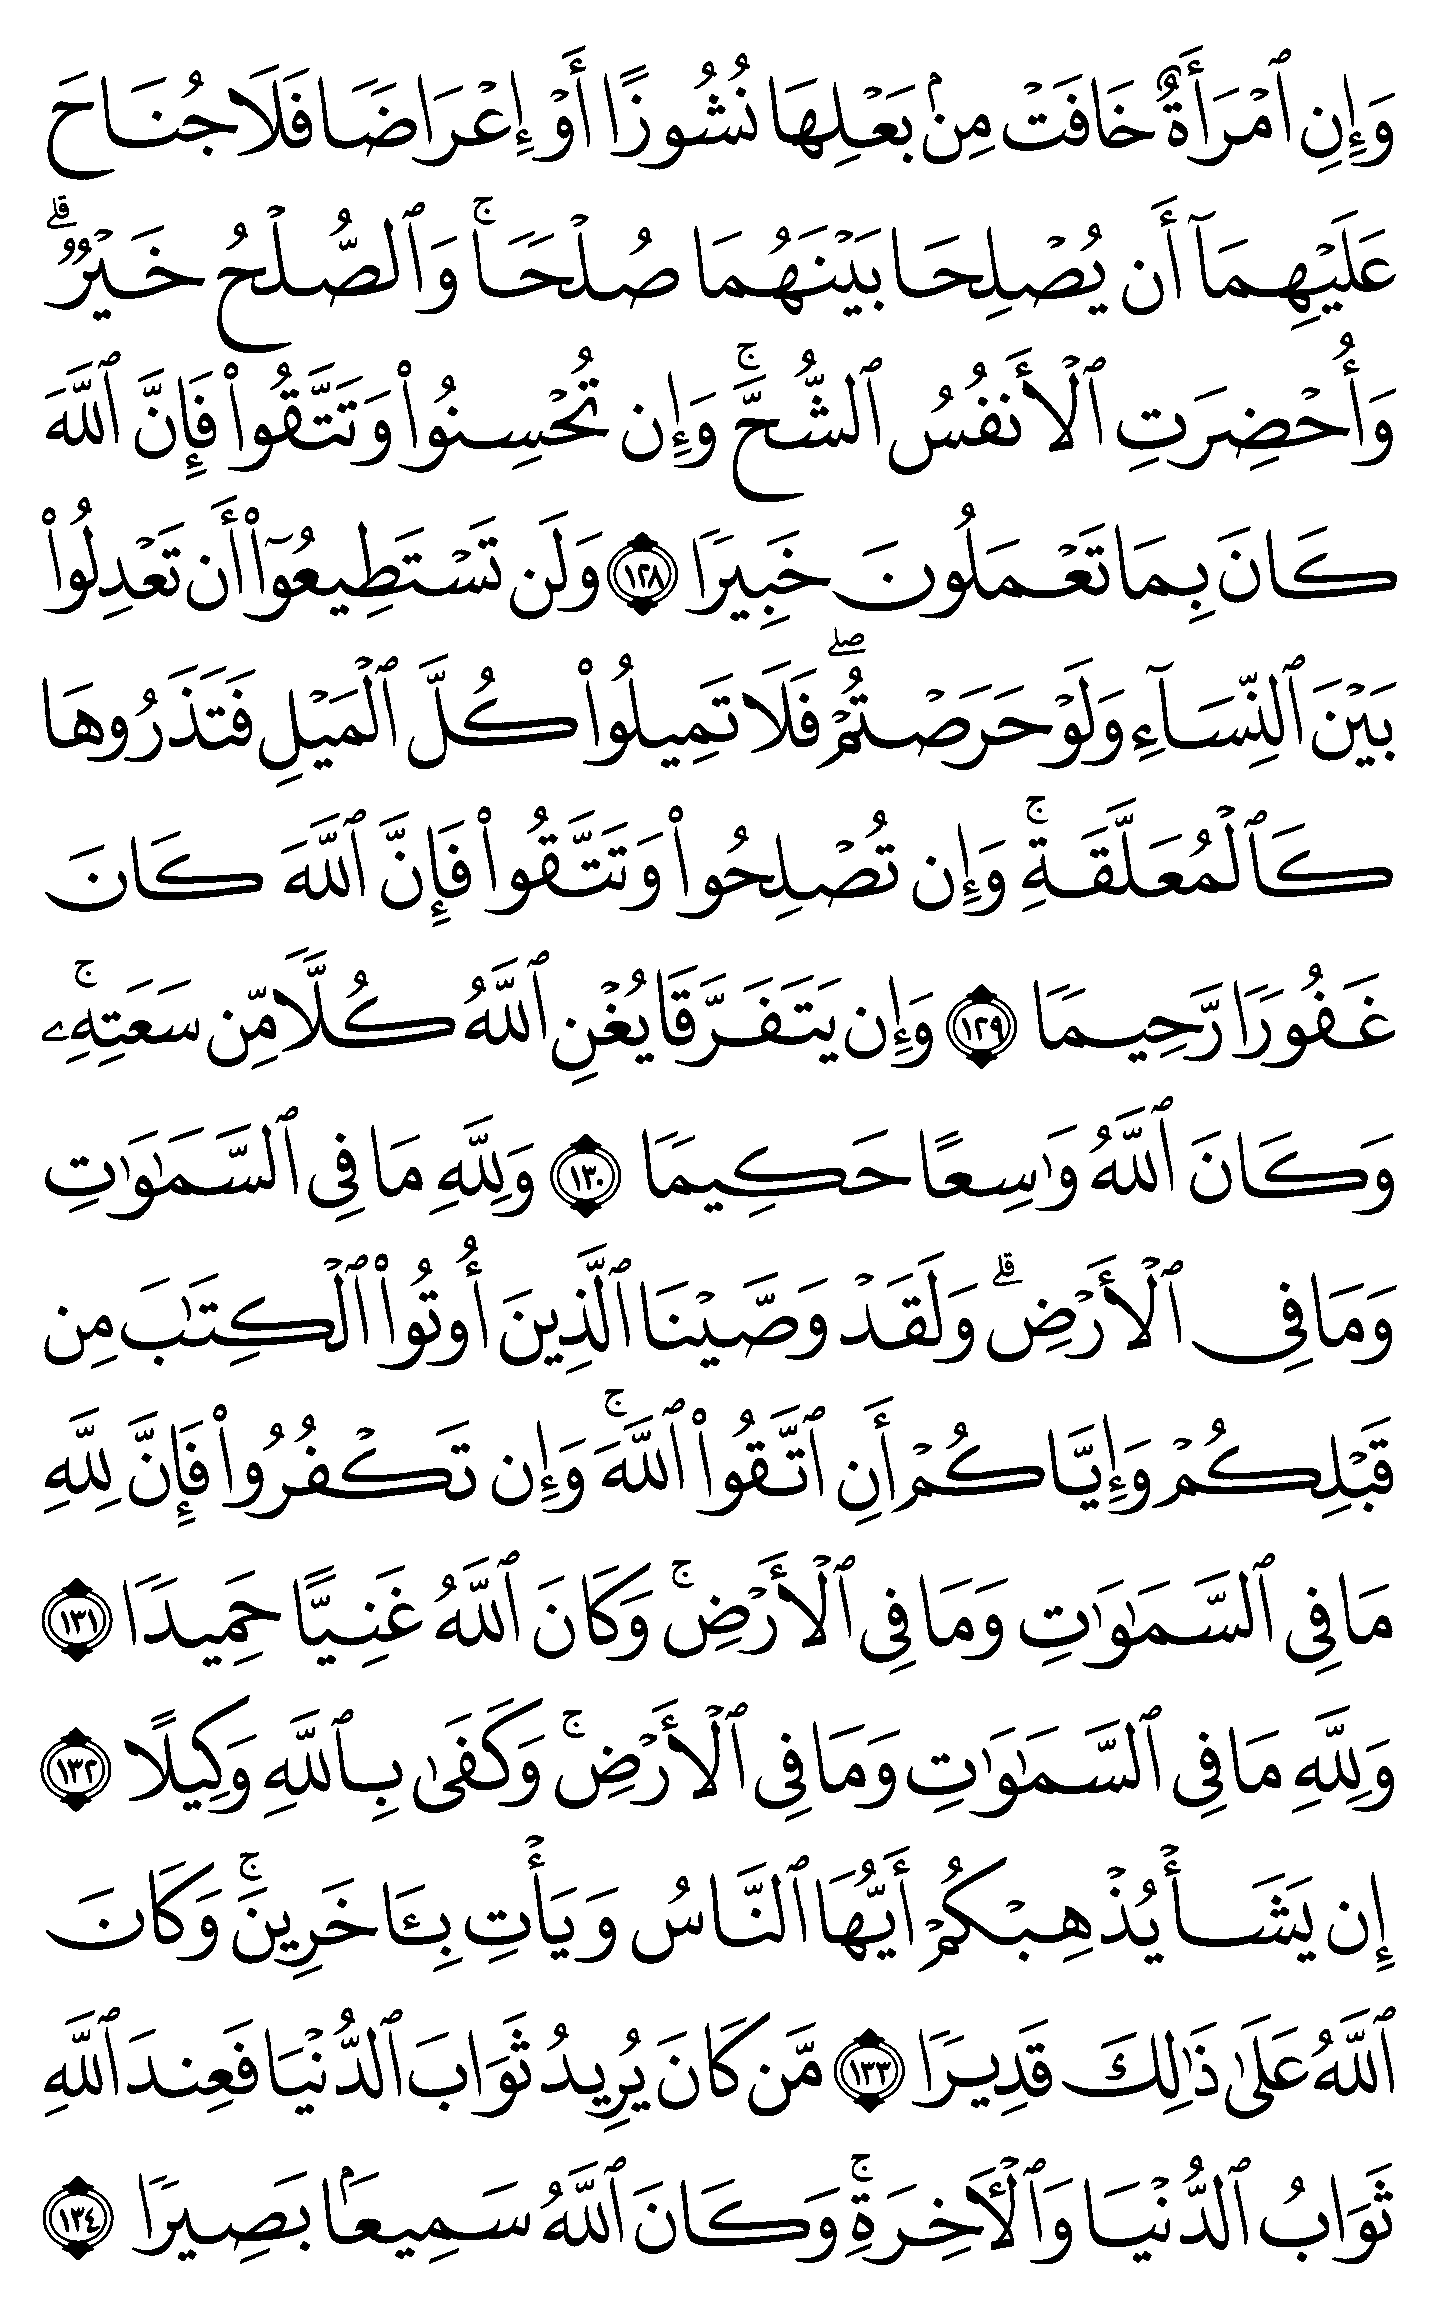 وَإِنِ ٱمْرَأَةٌ خَافَتْ مِنۢ بَعْلِهَا نُشُوزًا أَوْ إِعْرَاضًا فَلَا جُنَاحَ
عَلَيْهِمَآ أَن يُصْلِحَا بَيْنَهُمَا صُلْحًا ۚ وَٱلصُّلْحُ خَيْرٌ ۗ
وَأُحْضِرَتِ ٱلْأَنفُسُ ٱلشُّحَّ ۚ وَإِن تُحْسِنُوا۟ وَتَتَّقُوا۟ فَإِنَّ ٱللَّهَ
كَانَ بِمَا تَعْمَلُونَ خَبِيرًا ١٢٨ وَلَن تَسْتَطِيعُوٓا۟ أَن تَعْدِلُوا۟
بَيْنَ ٱلنِّسَآءِ وَلَوْ حَرَصْتُمْ ۖ فَلَا تَمِيلُوا۟ كُلَّ ٱلْمَيْلِ فَتَذَرُوهَا
كَٱلْمُعَلَّقَةِ ۚ وَإِن تُصْلِحُوا۟ وَتَتَّقُوا۟ فَإِنَّ ٱللَّهَ كَانَ
غَفُورًا رَّحِيمًا ١٢٩ وَإِن يَتَفَرَّقَا يُغْنِ ٱللَّهُ كُلًّا مِّن سَعَتِهِۦ ۚ
وَكَانَ ٱللَّهُ وَٰسِعًا حَكِيمًا ١٣٠ وَلِلَّهِ مَا فِى ٱلسَّمَٰوَٰتِ
وَمَا فِى ٱلْأَرْضِ ۗ وَلَقَدْ وَصَّيْنَا ٱلَّذِينَ أُوتُوا۟ ٱلْكِتَٰبَ مِن
قَبْلِكُمْ وَإِيَّاكُمْ أَنِ ٱتَّقُوا۟ ٱللَّهَ ۚ وَإِن تَكْفُرُوا۟ فَإِنَّ لِلَّهِ
مَا فِى ٱلسَّمَٰوَٰتِ وَمَا فِى ٱلْأَرْضِ ۚ وَكَانَ ٱللَّهُ غَنِيًّا حَمِيدًا ١٣١
وَلِلَّهِ مَا فِى ٱلسَّمَٰوَٰتِ وَمَا فِى ٱلْأَرْضِ ۚ وَكَفَىٰ بِٱللَّهِ وَكِيلًا ١٣٢
إِن يَشَأْ يُذْهِبْكُمْ أَيُّهَا ٱلنَّاسُ وَيَأْتِ بِـَٔاخَرِينَ ۚ وَكَانَ
ٱللَّهُ عَلَىٰ ذَٰلِكَ قَدِيرًا ١٣٣ مَّن كَانَ يُرِيدُ ثَوَابَ ٱلدُّنْيَا فَعِندَ ٱللَّهِ
ثَوَابُ ٱلدُّنْيَا وَٱلْـَٔاخِرَةِ ۚ وَكَانَ ٱللَّهُ سَمِيعًۢا بَصِيرًا ١٣٤